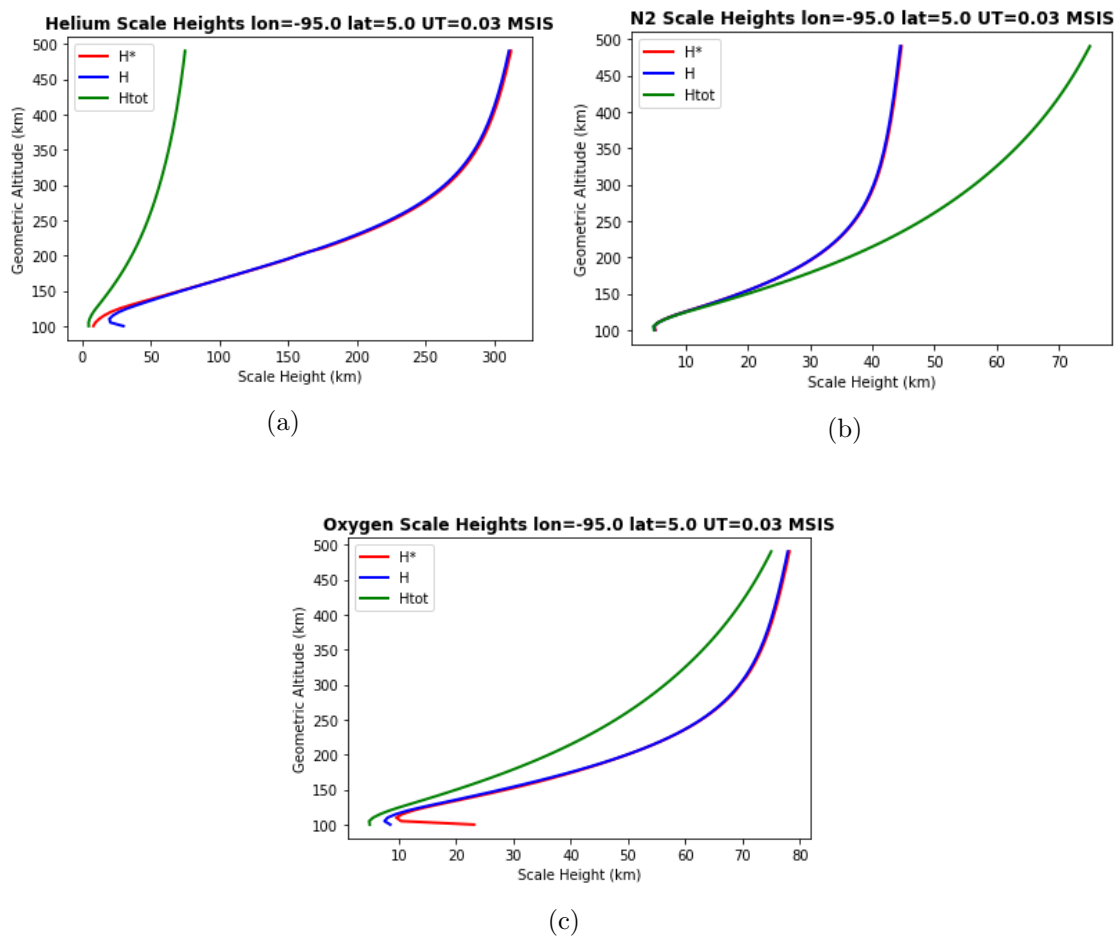 Helium Scale Heights lon=-95.0 lat=5.0 UT=0.03 MSIS
500
450
400
350
300
250
200
150
100
Geometric Altitude (km)
H*
H
Htot
0 50 100 150 200 250 300
Scale Height (km)
(a)
N2 Scale Heights lon=-95.0 lat=5.0 UT=0.03 MSIS
500
450
400
350
300
250
200
150
100
Geometric Altitude (km)
H*
H
Htot
10 20 30 40 50 60 70
Scale Height (km)
(b)
Oxygen Scale Heights lon=-95.0 lat=5.0 UT=0.03 MSIS
500
450
400
350
300
250
200
150
100
Geometric Altitude (km)
H*
H
Htot
10 20 30 40 50 60 70 80
Scale Height (km)
(c)